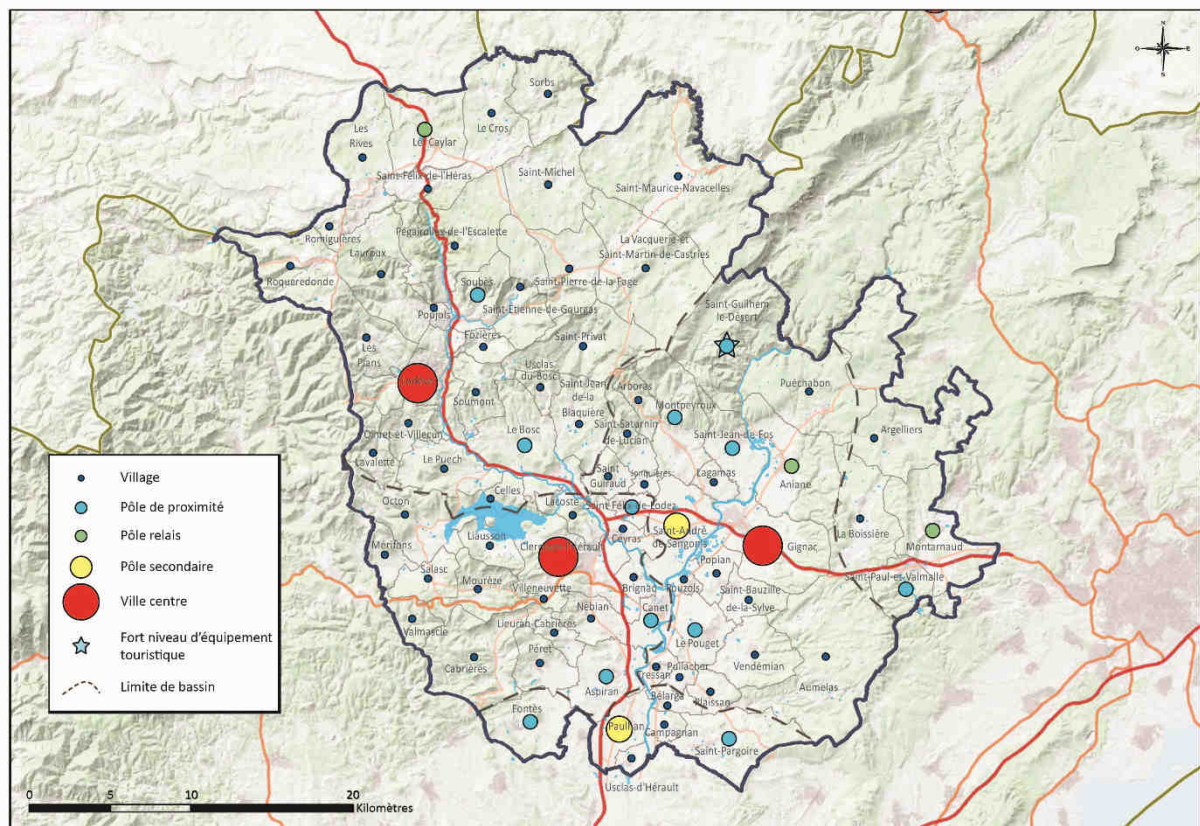 N
O
E
S
Sorbs
Le Cros
Les
Rives
Le Caylar
Saint-Félix-de-l'Héras
Saint-Michel
Saint-Maurice-Navacelles
Romiguières
Pégairolles-de-l'Escalette
La Vacquerie-et
Saint-Martin-de-Castries
Lauroux
Roqueredonde
Soubès
Saint-Pierre-de-la-Fage
Saint-Étienne-de-Gourgas
Saint-Guilhem
le-Désert
Poujols
Fozières
Saint-Privat
Les
Plans
Lodève
Usclas
du-Bosc
Soumont
Saint-Jean
de-la
Blaquière
Arboras
Montpeyroux
Puéchabon
Olmet-et-Villecun
Le Bosc
Saint-Saturnin
de-Lucian
Saint-Jean-de-Fos
Argelliers
Lavalette
Le Puech
Saint
Guiraud
Jonquières
Lagamas
Aniane
Octon
Celles
Lacoste
Saint-Félix-de-Lodez
La Boissière
Montarnaud
Mérifons
Liausson
Clermont l'Hérault
Ceyras
Saint-André
de-Sangonis
Gignac
Salasc
Mourèze
Villeneuvette
Brignac
Pouzols
Popian
Saint-Bauzille
de-la-Sylve
Saint-Paul-et-Valmalle
Valmascle
Lieuran-Cabrières
Nébian
Canet
Le Pouget
Cabrières
Péret
Tressan
Puilacher
Vendémian
Aumelas
Aspiran
Bélarga
Plaissan
Fontès
Paulhan
Campagnan
Saint-Pargoire
Usclas-d'Hérault
Village
Pôle de proximité
Pôle relais
Pôle secondaire
Ville centre
Fort niveau d'équipement
touristique
Limite de bassin
0 5 10 20
Kilomètres